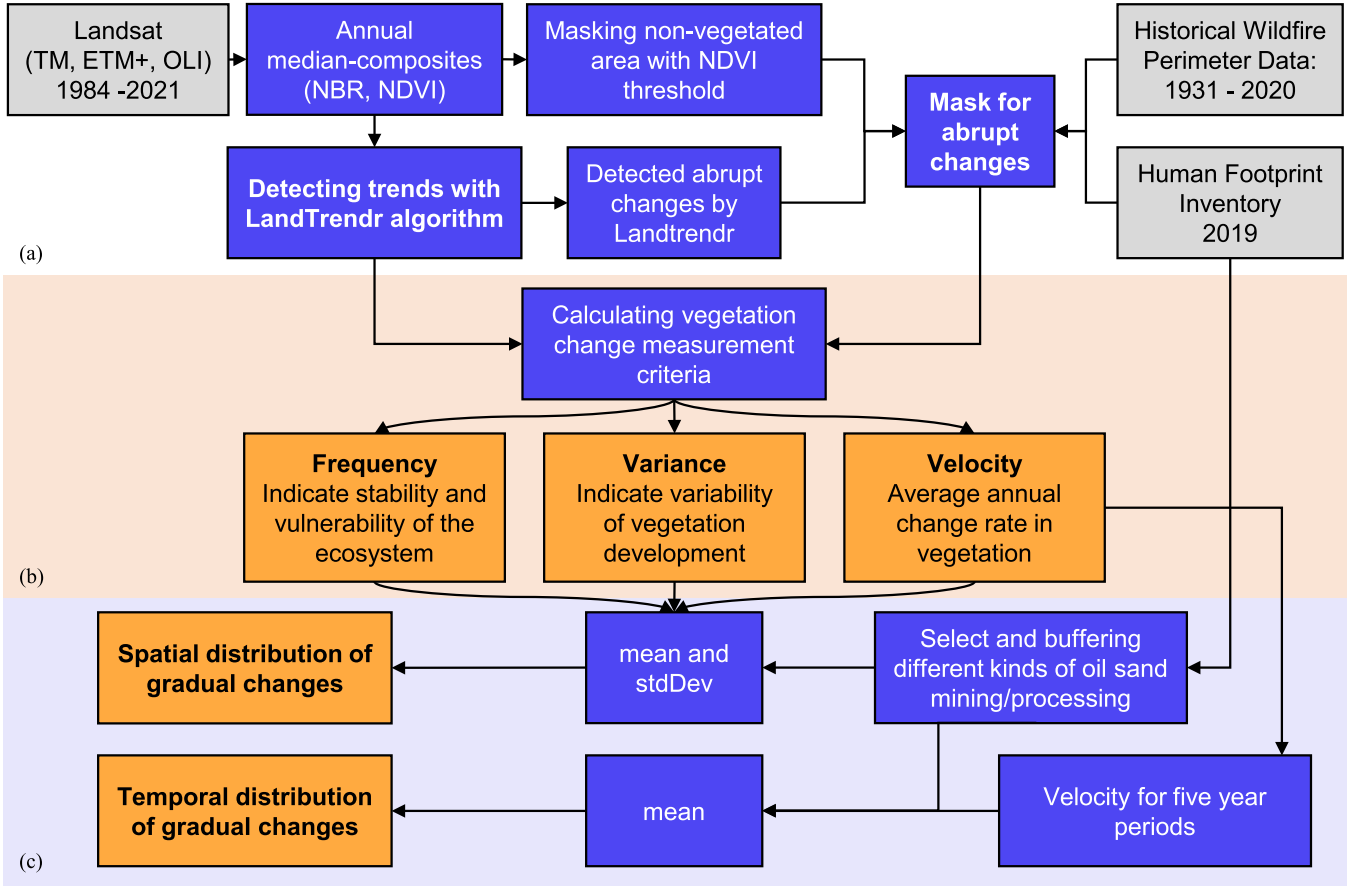 Landsat
(TM, ETM+, OLI)
1984 -2021
Annual
median-composites
(NBR, NDVI)
Masking non-vegetated
area with NDVI
threshold
Mask for
abrupt
changes
Historical Wildfire
Perimeter Data:
1931 - 2020
Detecting trends with
LandTrendr algorithm
Detected abrupt
changes by
Landtrendr
Human Footprint
Inventory
2019
(a)
Calculating vegetation
change measurement
criteria
Frequency
Indicate stability and
vulnerability of the
ecosystem
Variance
Indicate variability
of vegetation
development
Velocity
Average annual
change rate in
vegetation
(b)
Spatial distribution of
gradual changes
mean and
stdDev
Select and buffering
different kinds of oil sand
mining/processing
Temporal distribution
of gradual changes
mean
Velocity for five year
periods
(c)